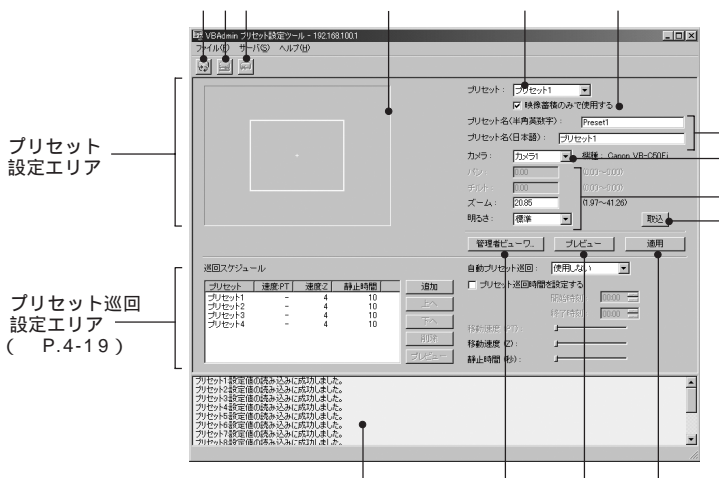 VBAdmin プリセット設定ツール - 192.168.100.1
ファイル(F) サーバ(S) ヘルプ(H)
プリセット設定エリア
プリセット： プリセット1
映像蓄積のみで使用する
プリセット名(半角英数字)： Preset1
プリセット名(日本語)： プリセット1
カメラ： カメラ1 機種： Canon VB-C50Fi
パン： 0.00 (0.00～0.00)
チルト： 0.00 (0.00～0.00)
ズーム： 20.85 (1.97～41.26)
明るさ： 標準 取込
管理者ビューワ... プレビュー 適用
プリセット巡回
設定エリア
( P.4-19 )
巡回スケジュール
プリセット 速度:PT 速度:Z 静止時間
プリセット1 - 4 10
プリセット2 - 4 10
プリセット3 - 4 10
プリセット4 - 4 10
追加
上へ
下へ
削除
プレビュー
自動プリセット巡回： 使用しない
プリセット巡回時間を設定する
開始時刻 00:00
終了時刻 00:00
移動速度 (PT)：
移動速度 (Z)：
静止時間 (秒)：
プリセット1設定値の読み込みに成功しました。
プリセット2設定値の読み込みに成功しました。
プリセット3設定値の読み込みに成功しました。
プリセット4設定値の読み込みに成功しました。
プリセット5設定値の読み込みに成功しました。
プリセット6設定値の読み込みに成功しました。
プリセット7設定値の読み込みに成功しました。
プリセット8設定値の読み込みに成功しました。